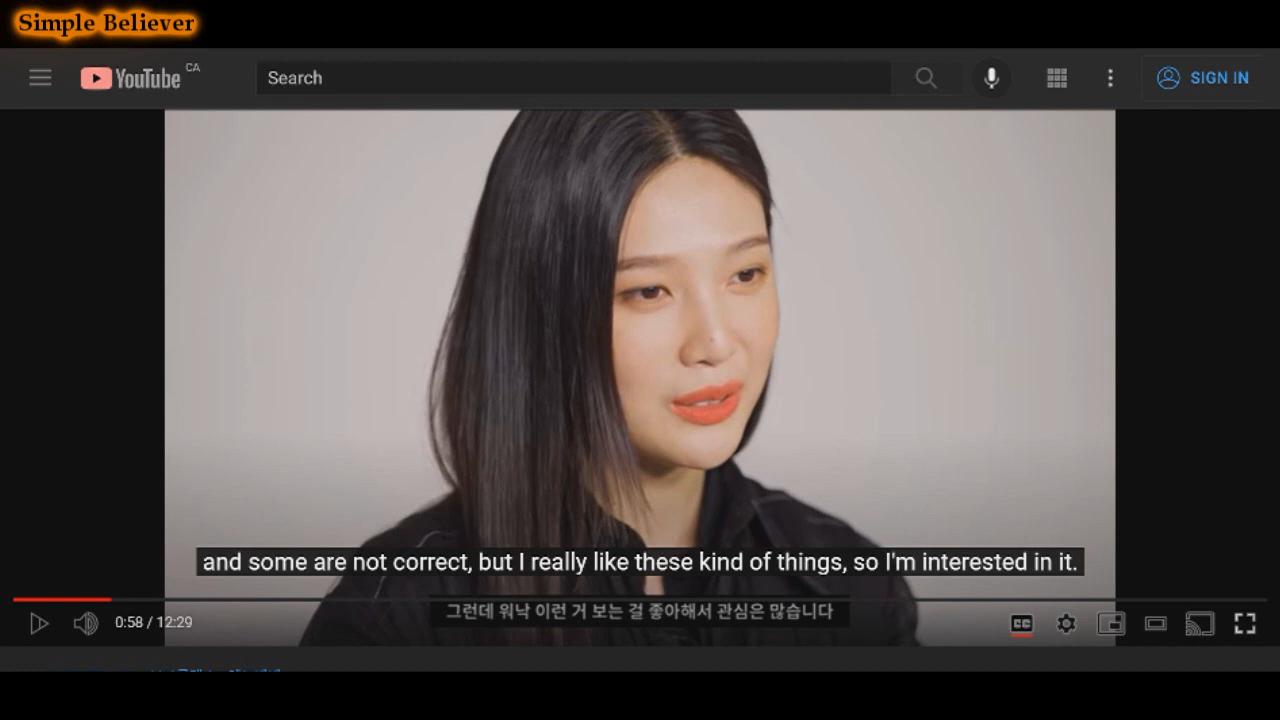 Simple Believer
YouTube CA
Search
SIGN IN
and some are not correct, but I really like these kind of things, so I'm interested in it.
그런데 워낙 이런 거 보는 걸 좋아해서 관심은 많습니다
0:58 / 12:29
CC